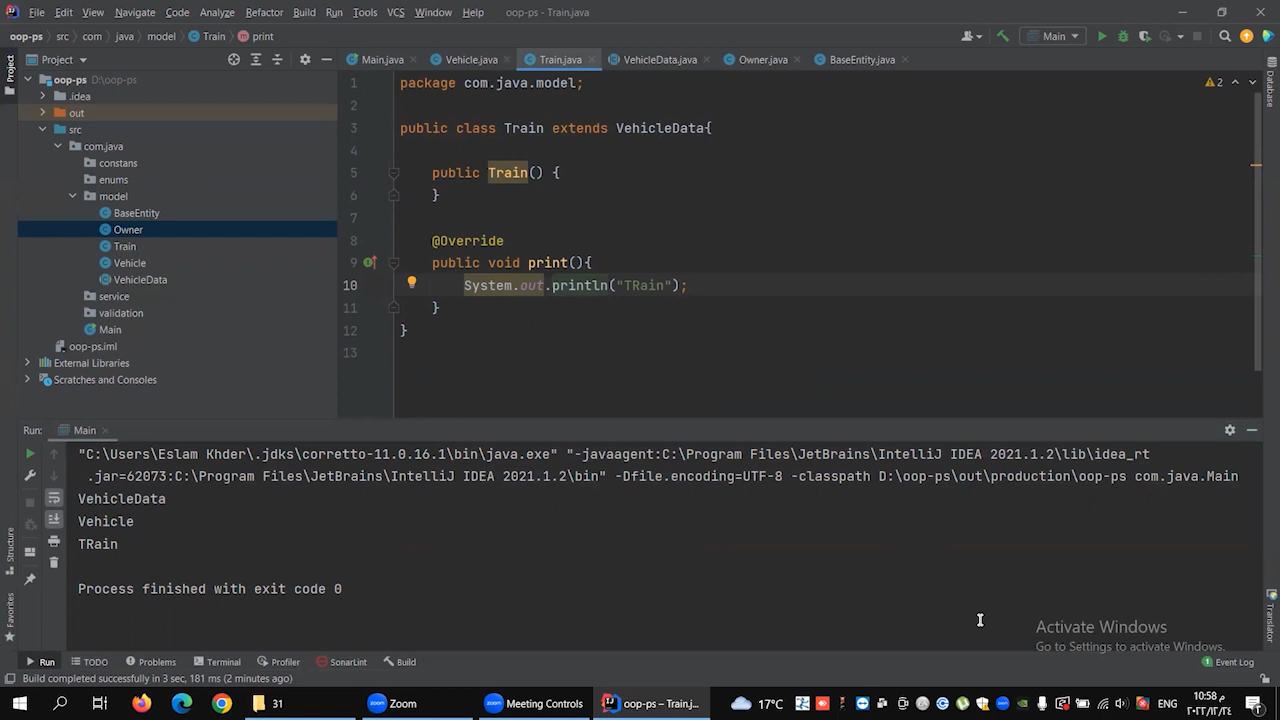 File Edit View Navigate Code Analyze Refactor Build Run Tools VCS Window Help oop-ps - Train.java
oop-ps src com java model Train print Main
Project Main.java Vehicle.java Train.java VehicleData.java Owner.java BaseEntity.java
Project
Database
oop-ps D:\oop-ps
.idea
out
src
com.java
constans
enums
model
BaseEntity
Owner
Train
Vehicle
VehicleData
service
validation
Main
oop-ps.iml
External Libraries
Scratches and Consoles
2
1 package com.java.model;
2
3 public class Train extends VehicleData{
4
5 public Train() {
6 }
7
8 @Override
9 public void print(){
10 System.out.println("TRain");
11 }
12 }
13
Run: Main
"C:\Users\Eslam Khder\.jdks\corretto-11.0.16.1\bin\java.exe" "-javaagent:C:\Program Files\JetBrains\IntelliJ IDEA 2021.1.2\lib\idea_rt
.jar=62073:C:\Program Files\JetBrains\IntelliJ IDEA 2021.1.2\bin" -Dfile.encoding=UTF-8 -classpath D:\oop-ps\out\production\oop-ps com.java.Main
VehicleData
Vehicle
TRain
Process finished with exit code 0
Structure
Favorites
Translator
Activate Windows
Go to Settings to activate Windows.
Run TODO Problems Terminal Profiler SonarLint Build Event Log
Build completed successfully in 3 sec, 181 ms (2 minutes ago)
31 Zoom Meeting Controls oop-ps – Train.j... 17°C ENG ١٠:٥٨ م